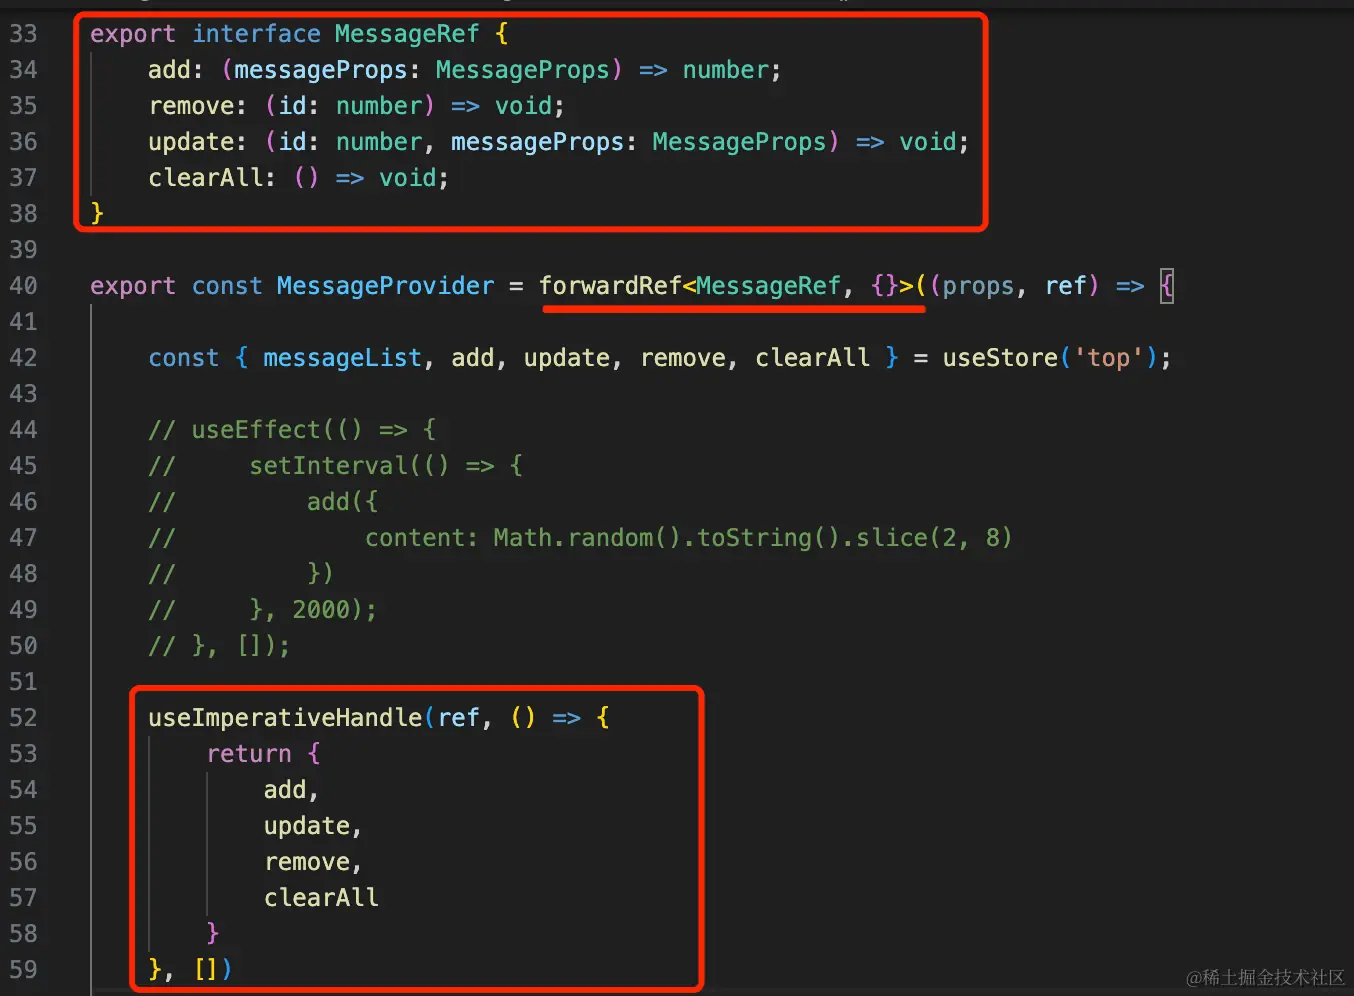 33 export interface MessageRef {
34     add: (messageProps: MessageProps) => number;
35     remove: (id: number) => void;
36     update: (id: number, messageProps: MessageProps) => void;
37     clearAll: () => void;
38 }
39
40 export const MessageProvider = forwardRef<MessageRef, {}>((props, ref) => {
41
42     const { messageList, add, update, remove, clearAll } = useStore('top');
43
44     // useEffect(() => {
45     //     setInterval(() => {
46     //         add({
47     //             content: Math.random().toString().slice(2, 8)
48     //         })
49     //     }, 2000);
50     // }, []);
51
52     useImperativeHandle(ref, () => {
53         return {
54             add,
55             update,
56             remove,
57             clearAll
58         }
59     }, [])
@稀土掘金技术社区